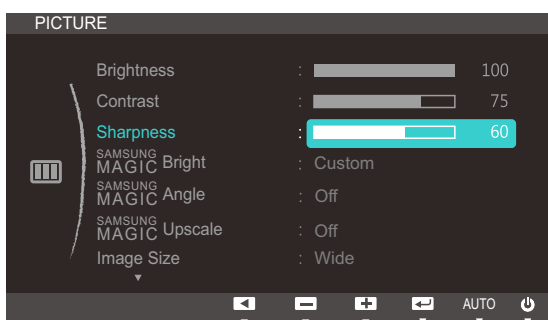 PICTURE
Brightness : 100
Contrast : 75
Sharpness : 60
SAMSUNG MAGIC Bright : Custom
SAMSUNG MAGIC Angle : Off
SAMSUNG MAGIC Upscale : Off
Image Size : Wide
AUTO